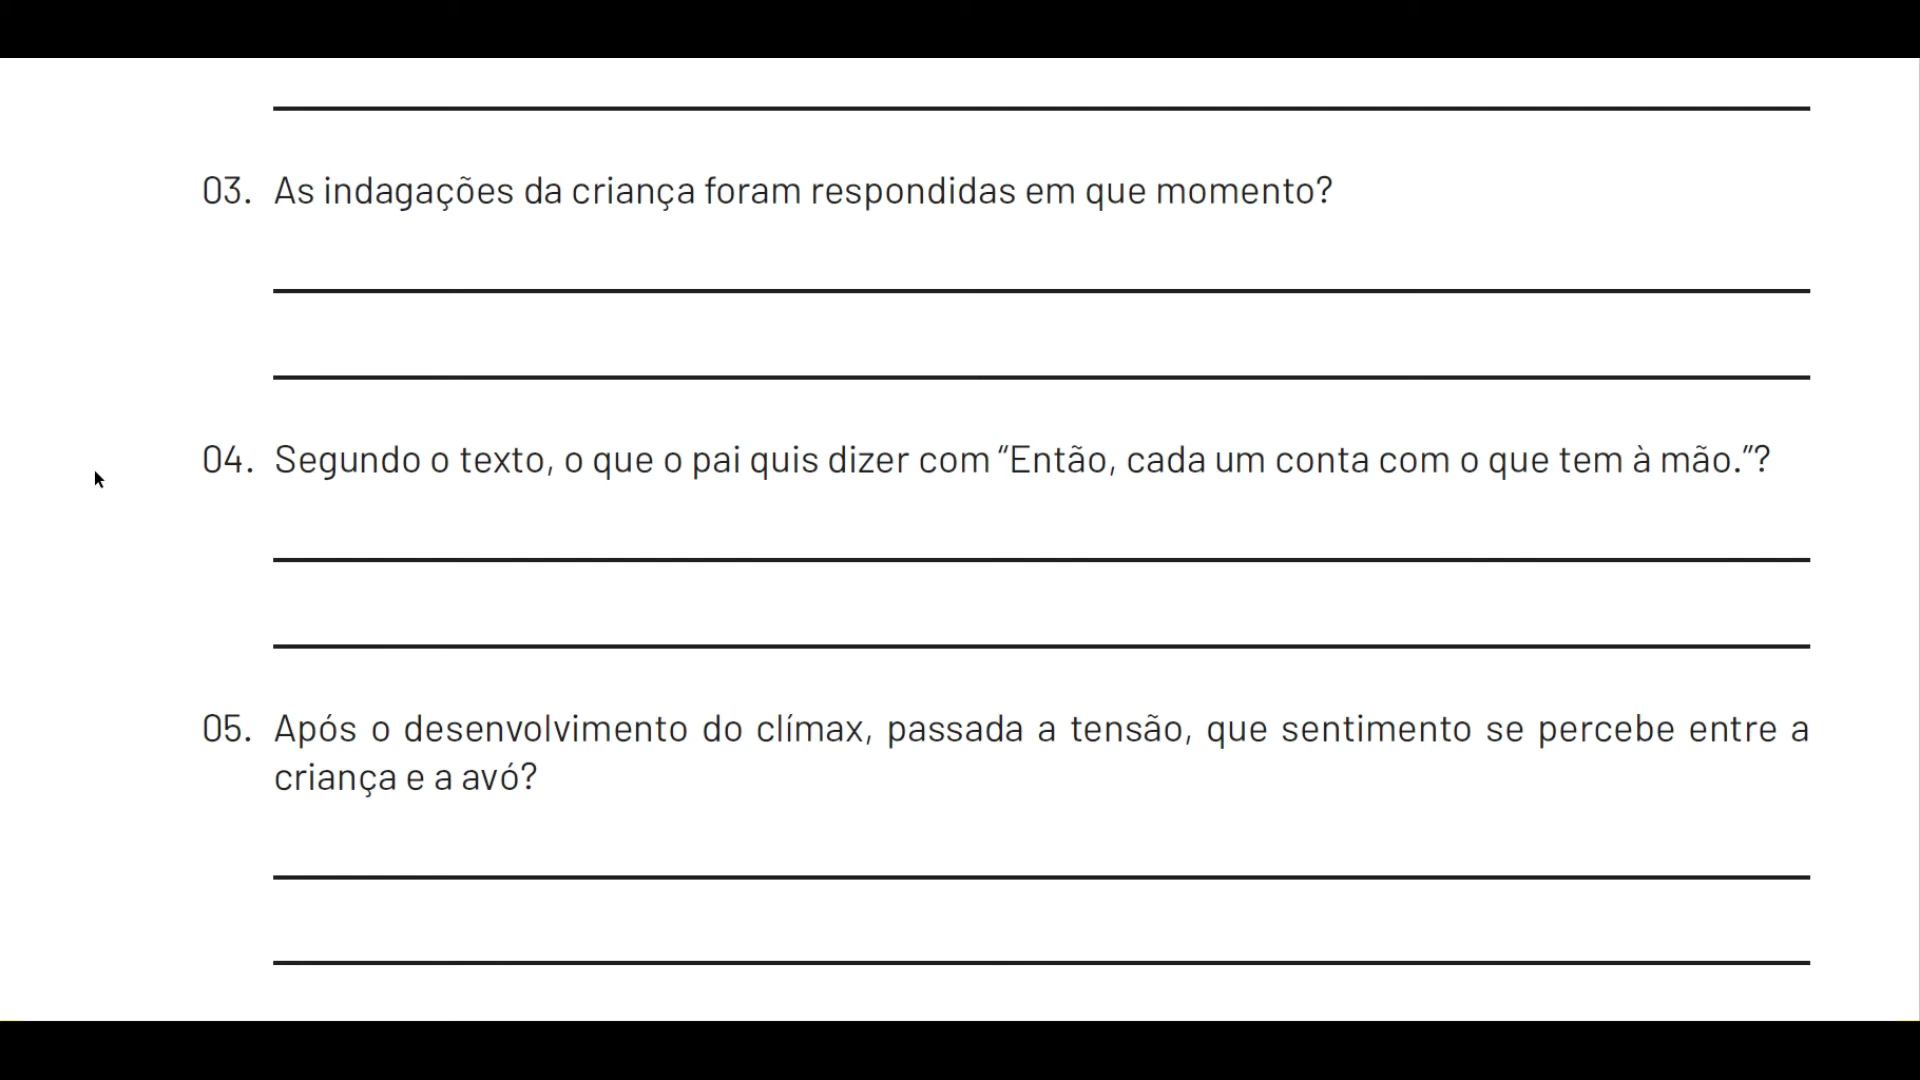 03. As indagações da criança foram respondidas em que momento?
04. Segundo o texto, o que o pai quis dizer com “Então, cada um conta com o que tem à mão.”?
05. Após o desenvolvimento do clímax, passada a tensão, que sentimento se percebe entre a
criança e a avó?